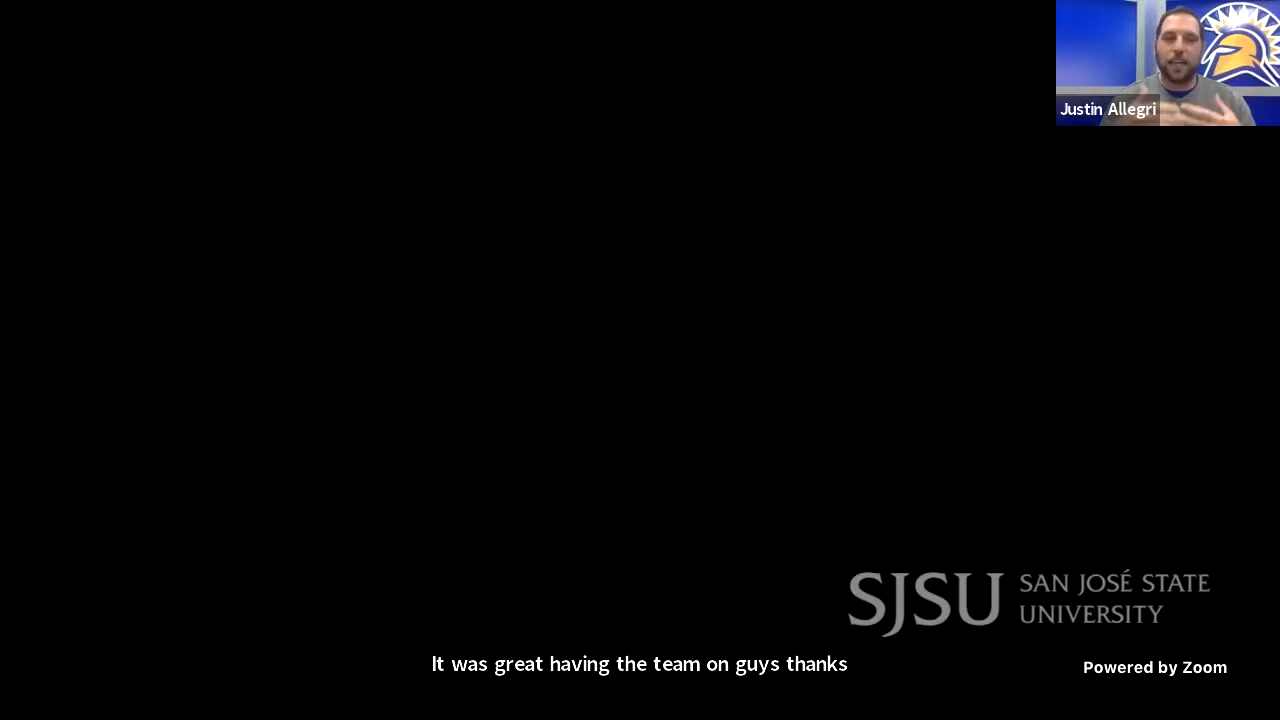 Justin Allegri
SJSU SAN JOSÉ STATE
UNIVERSITY
It was great having the team on guys thanks
Powered by Zoom